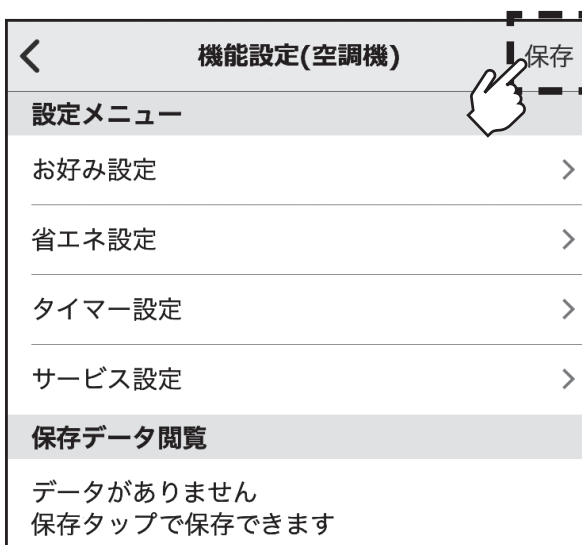 機能設定(空調機) 保存
設定メニュー
お好み設定
省エネ設定
タイマー設定
サービス設定
保存データ閲覧
データがありません
保存タップで保存できます